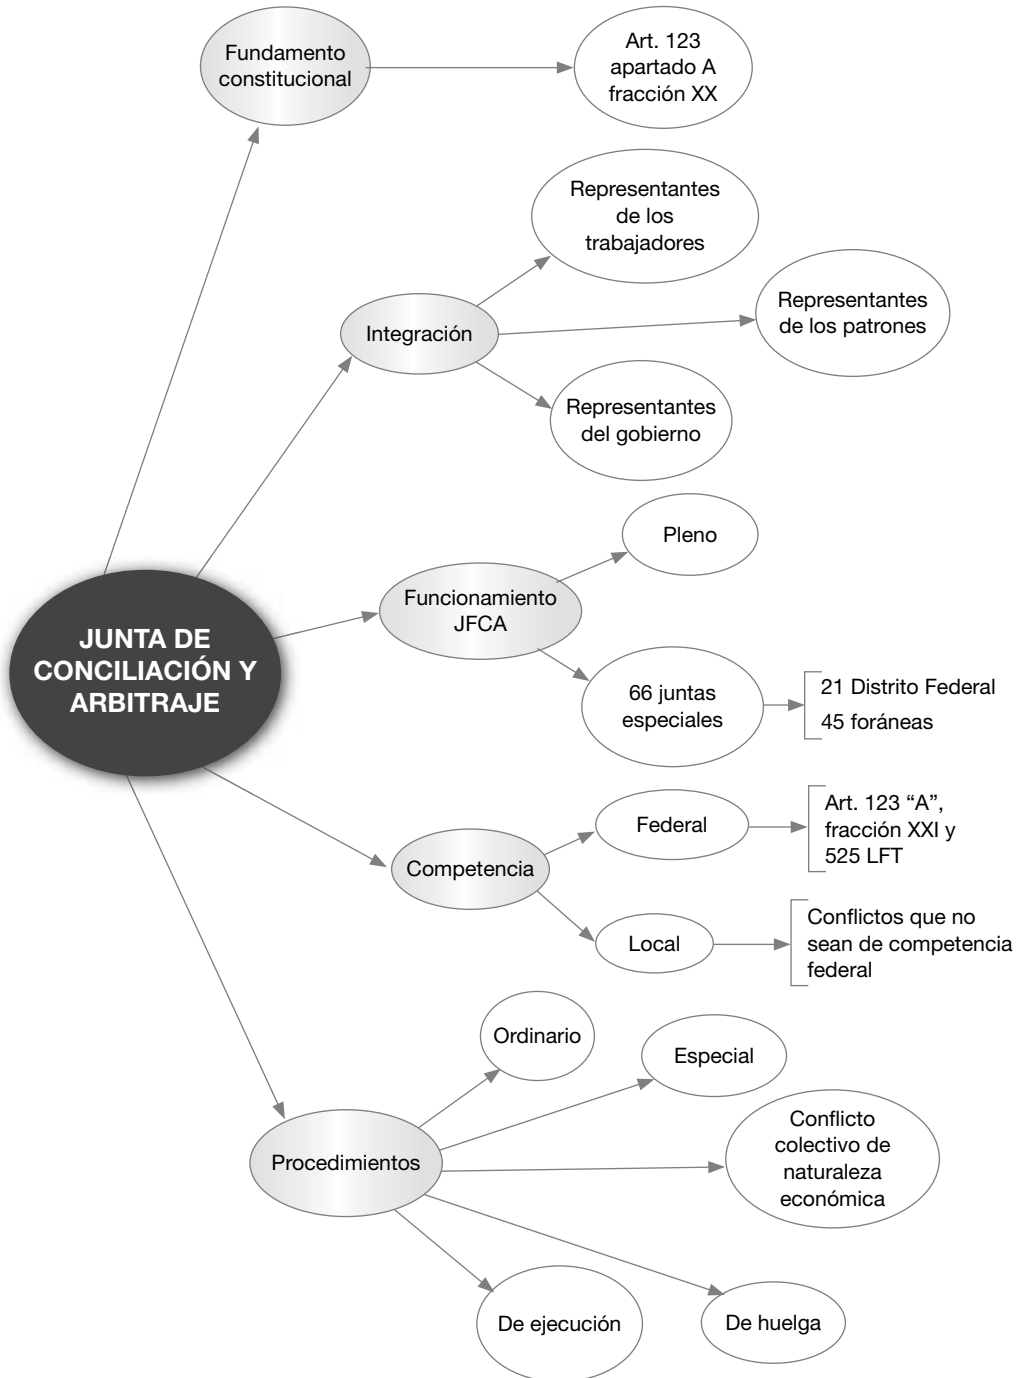 Fundamento
constitucional
Art. 123
apartado A
fracción XX
Representantes
de los
trabajadores
Integración
Representantes
de los patrones
Representantes
del gobierno
Pleno
Funcionamiento
JFCA
JUNTA DE
CONCILIACIÓN Y
ARBITRAJE
66 juntas
especiales
21 Distrito Federal
45 foráneas
Federal
Art. 123 “A”,
fracción XXI y
525 LFT
Competencia
Local
Conflictos que no
sean de competencia
federal
Ordinario
Especial
Procedimientos
Conflicto
colectivo de
naturaleza
económica
De ejecución
De huelga